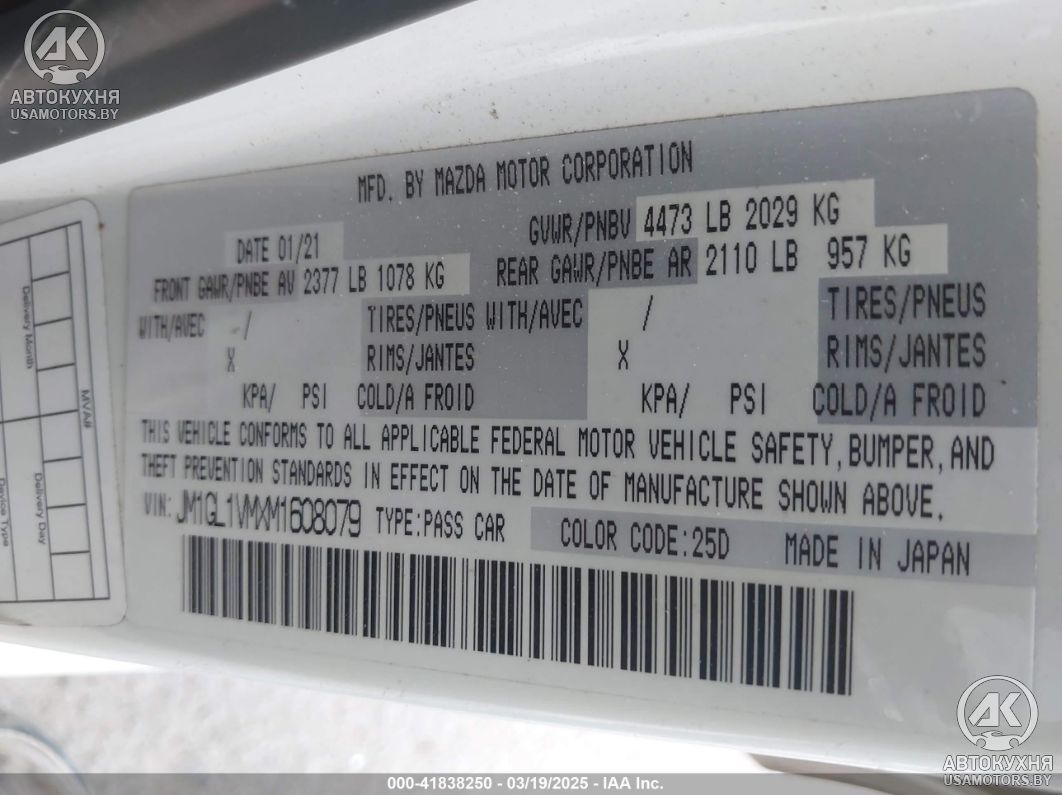 AK
АВТОКУХНЯ
USAMOTORS.BY
MFD. BY MAZDA MOTOR CORPORATION
DATE 01/21
GVWR/PNBV 4473 LB 2029 KG
FRONT GAWR/PNBE AV 2377 LB 1078 KG
REAR GAWR/PNBE AR 2110 LB 957 KG
WITH/AVEC / TIRES/PNEUS WITH/AVEC / TIRES/PNEUS
X RIMS/JANTES X RIMS/JANTES
KPA/ PSI COLD/A FROID KPA/ PSI COLD/A FROID
THIS VEHICLE CONFORMS TO ALL APPLICABLE FEDERAL MOTOR VEHICLE SAFETY, BUMPER, AND
THEFT PREVENTION STANDARDS IN EFFECT ON THE DATE OF MANUFACTURE SHOWN ABOVE.
VIN: JM1GL1VMXM1608079 TYPE:PASS CAR COLOR CODE:25D MADE IN JAPAN
Delivery Month
MVAB
Delivery Day
Device Type
AK
АВТОКУХНЯ
USAMOTORS.BY
000-41838250 - 03/19/2025 - IAA Inc.